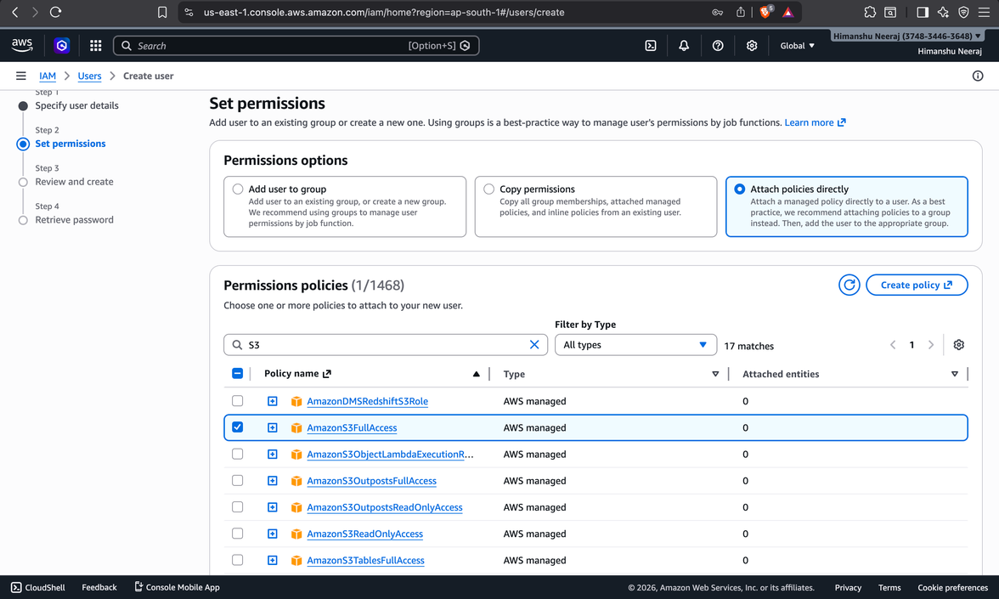 us-east-1.console.aws.amazon.com/iam/home?region=ap-south-1#/users/create
5
aws
Search
[Option+S]
Global
Himanshu Neeraj (3748-3446-3648)
Himanshu Neeraj
IAM
Users
Create user
Step 1
Specify user details
Step 2
Set permissions
Step 3
Review and create
Step 4
Retrieve password
Set permissions
Add user to an existing group or create a new one. Using groups is a best-practice way to manage user's permissions by job functions. Learn more
Permissions options
Add user to group
Add user to an existing group, or create a new group.
We recommend using groups to manage user
permissions by job function.
Copy permissions
Copy all group memberships, attached managed
policies, and inline policies from an existing user.
Attach policies directly
Attach a managed policy directly to a user. As a best
practice, we recommend attaching policies to a group
instead. Then, add the user to the appropriate group.
Permissions policies (1/1468)
Create policy
Choose one or more policies to attach to your new user.
Filter by Type
S3
All types
17 matches
1
Policy name
Type
Attached entities
AmazonDMSRedshiftS3Role AWS managed 0
AmazonS3FullAccess AWS managed 0
AmazonS3ObjectLambdaExecutionR... AWS managed 0
AmazonS3OutpostsFullAccess AWS managed 0
AmazonS3OutpostsReadOnlyAccess AWS managed 0
AmazonS3ReadOnlyAccess AWS managed 0
AmazonS3TablesFullAccess AWS managed 0
CloudShell
Feedback
Console Mobile App
© 2026, Amazon Web Services, Inc. or its affiliates.
Privacy
Terms
Cookie preferences